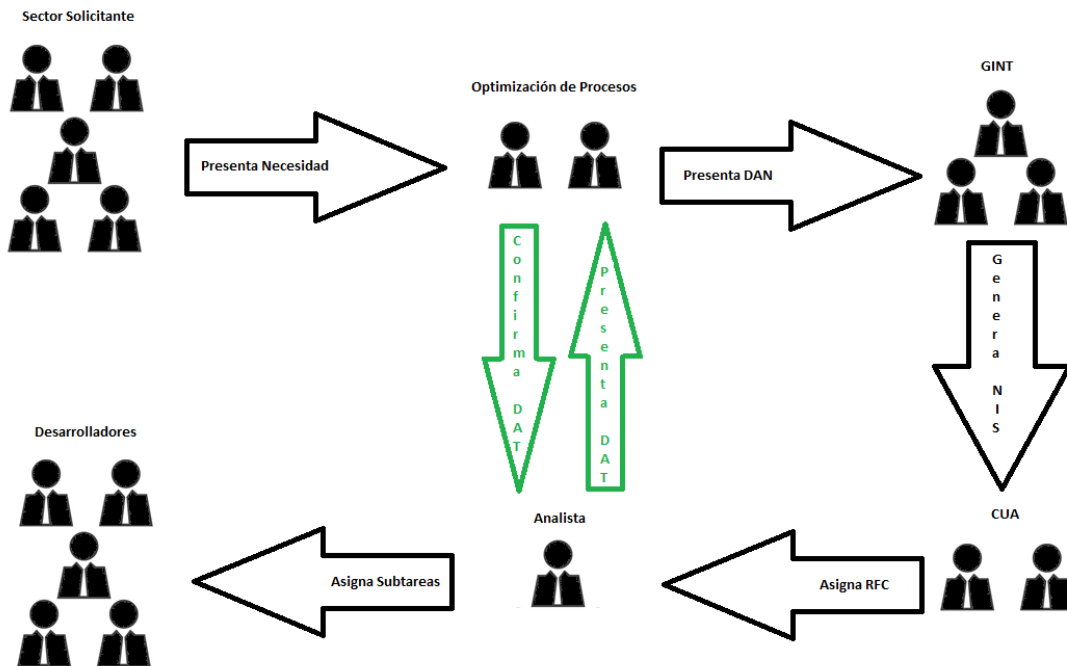 Sector Solicitante
Optimización de Procesos
GINT
Presenta Necesidad
Presenta DAN
Confirma DAT
Presenta DAT
Genera NIS
Desarrolladores
Analista
CUA
Asigna Subtareas
Asigna RFC